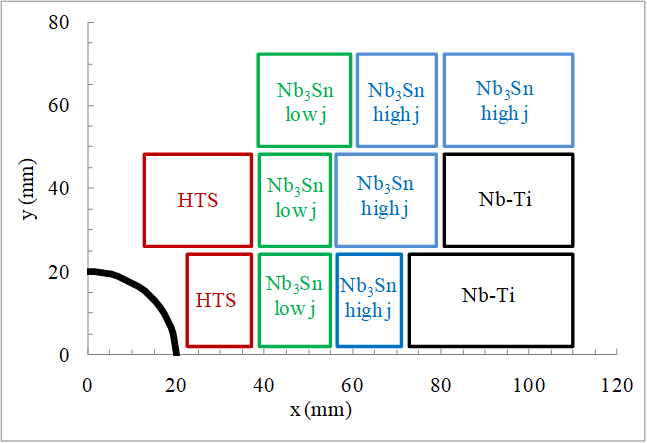 80
60
40
20
0
y (mm)
Nb₃Sn
low j
Nb₃Sn
high j
Nb₃Sn
high j
HTS
Nb₃Sn
low j
Nb₃Sn
high j
Nb-Ti
HTS
Nb₃Sn
low j
Nb₃Sn
high j
Nb-Ti
0 20 40 60 80 100 120
x (mm)